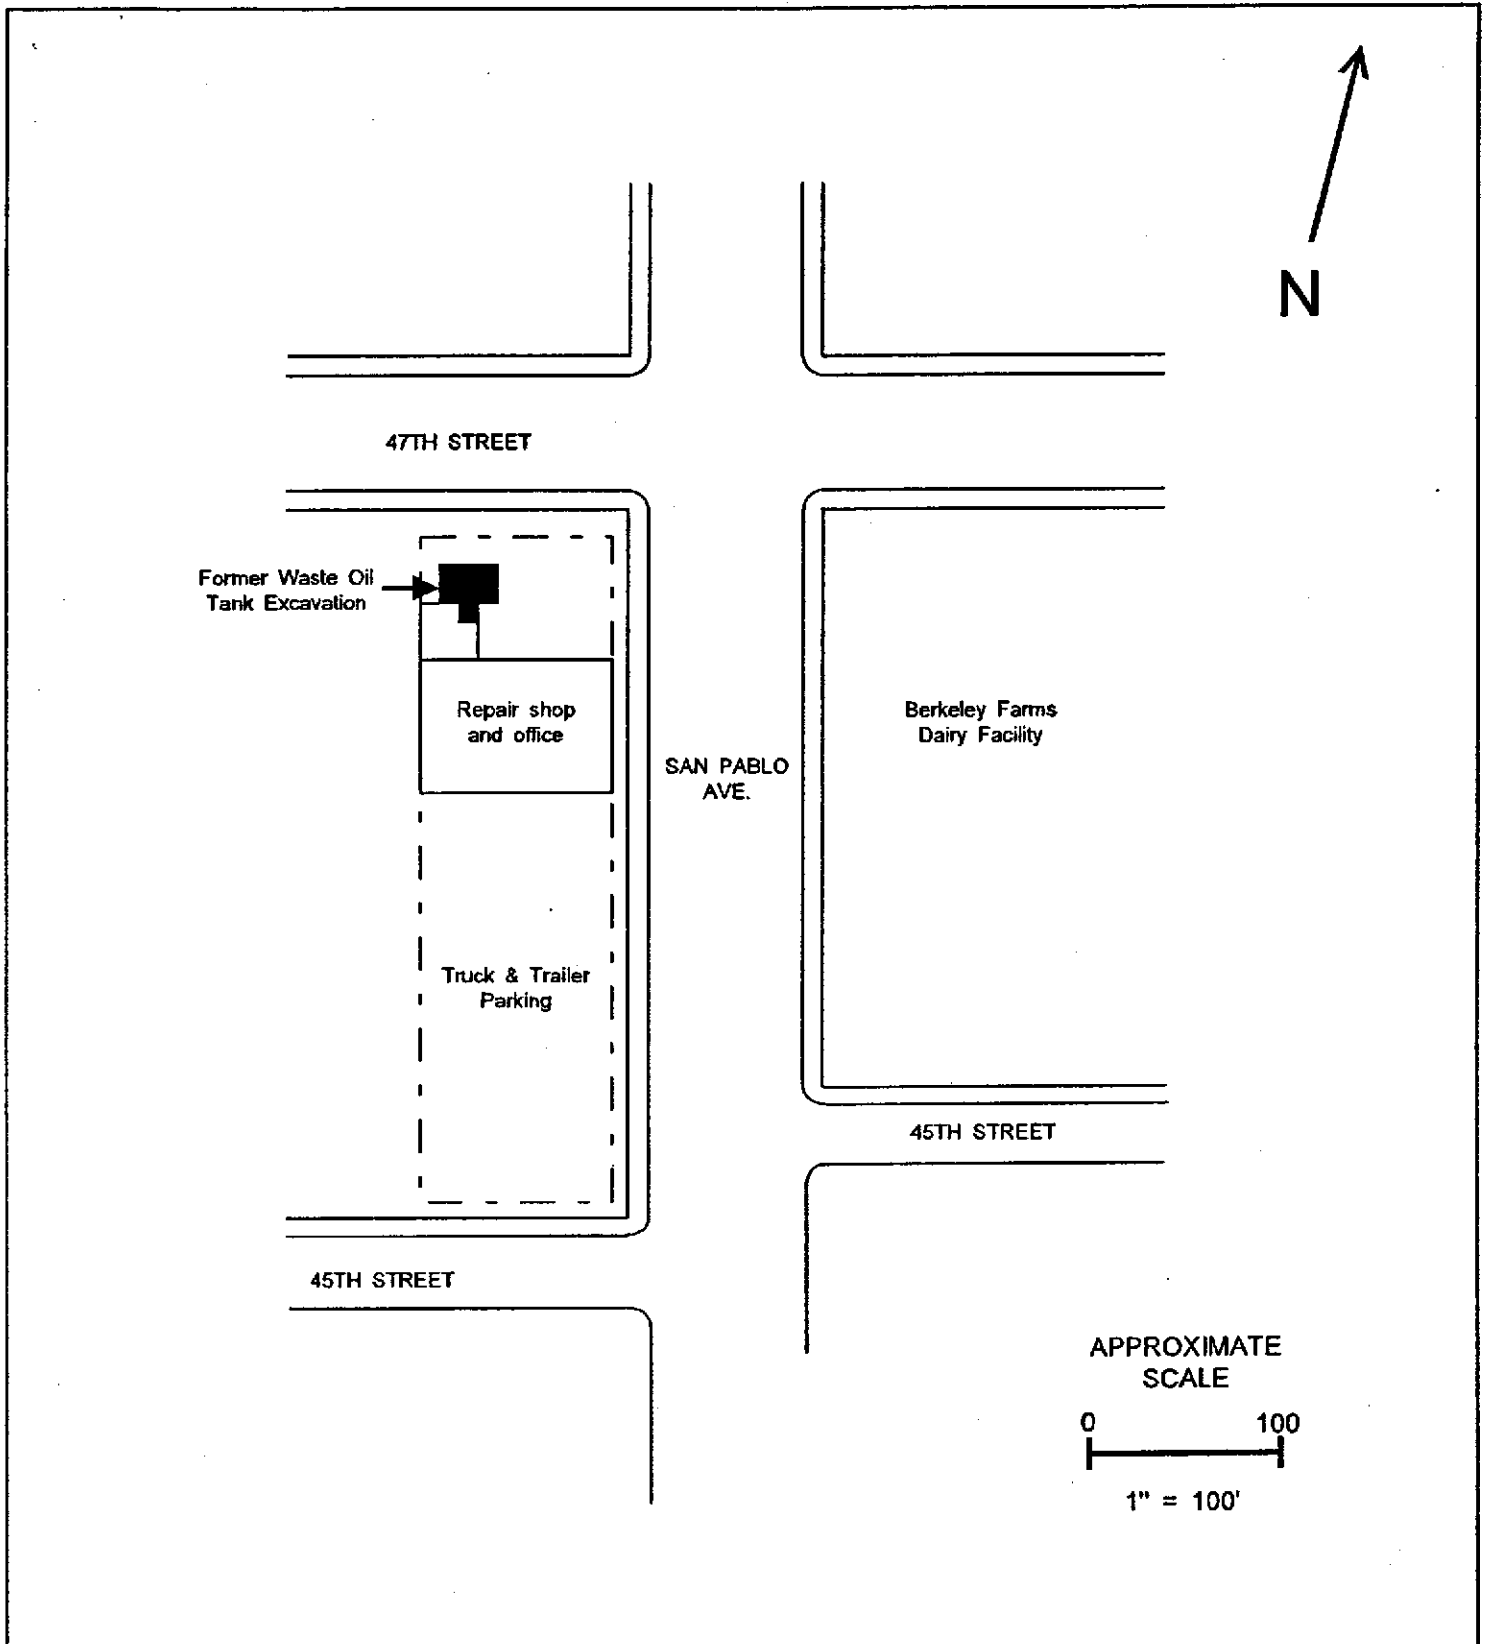 N
47TH STREET
Former Waste Oil
Tank Excavation
Repair shop
and office
Berkeley Farms
Dairy Facility
SAN PABLO
AVE.
Truck & Trailer
Parking
45TH STREET
45TH STREET
APPROXIMATE
SCALE
0 100
1" = 100'